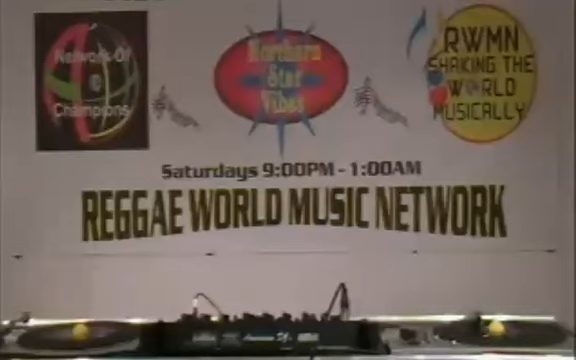 Network Of
Champions
Northern
Star
Vibes
RWMN
SHAKING THE
WORLD
MUSICALLY
Saturdays 9:00PM - 1:00AM
REGGAE WORLD MUSIC NETWORK